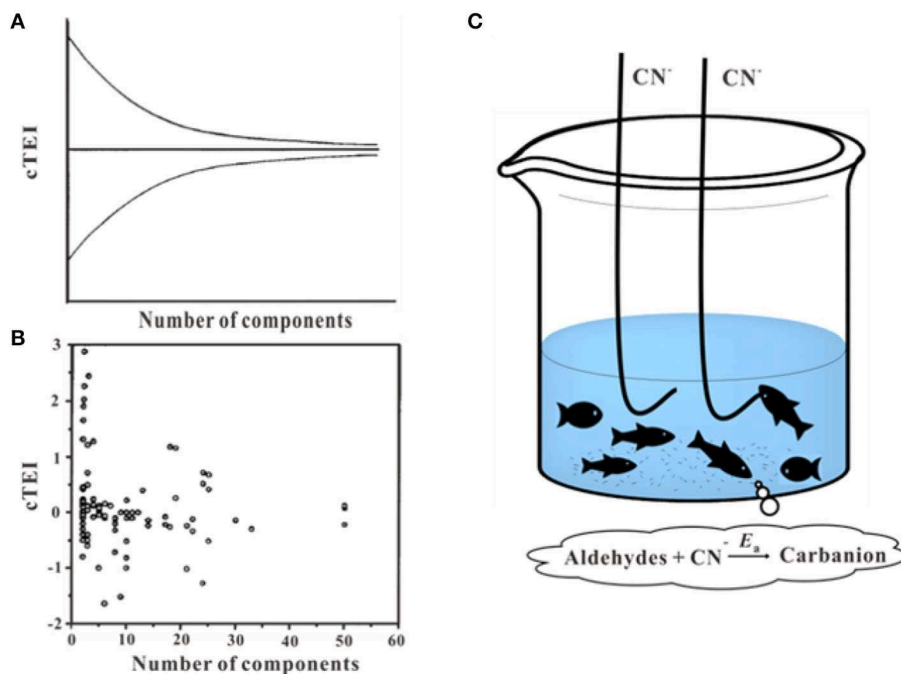 A
cTEI
Number of components
B
3
2
1
0
-1
-2
cTEI
0 10 20 30 40 50 60
Number of components
C
CN- CN-
Aldehydes + CN - Ea → Carbanion